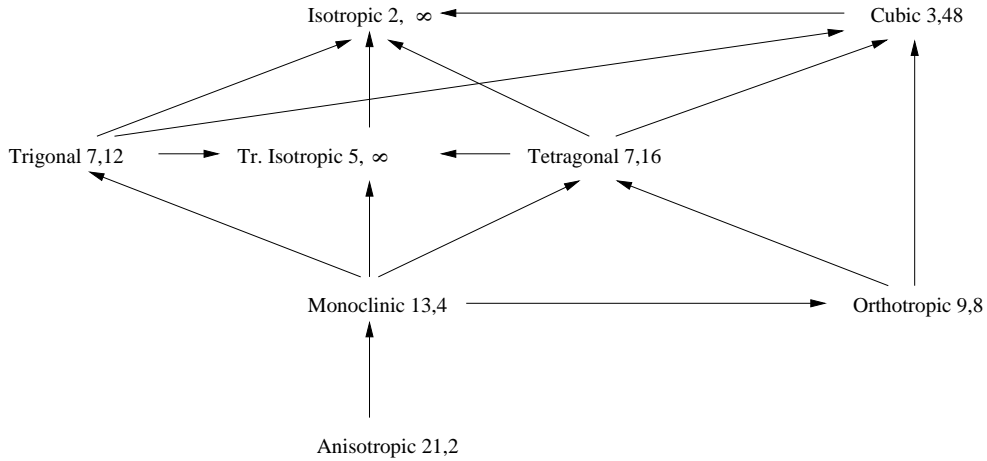 Isotropic 2, ∞
Cubic 3,48
Trigonal 7,12
Tr. Isotropic 5, ∞
Tetragonal 7,16
Monoclinic 13,4
Orthotropic 9,8
Anisotropic 21,2